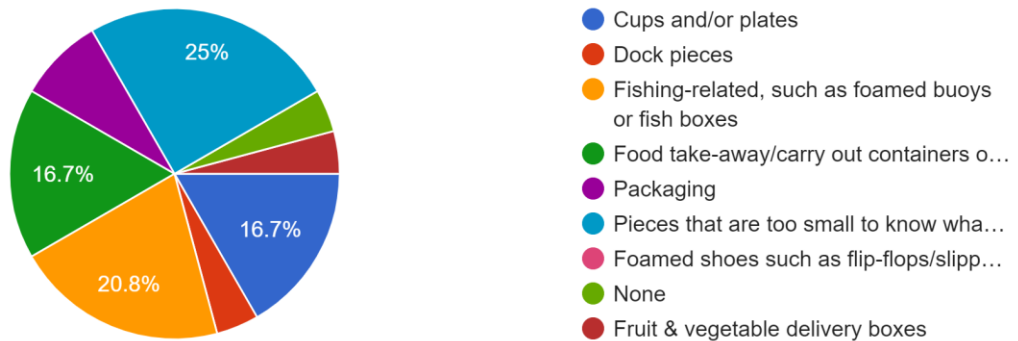 25%
16.7%
16.7%
20.8%
Cups and/or plates
Dock pieces
Fishing-related, such as foamed buoys
or fish boxes
Food take-away/carry out containers o…
Packaging
Pieces that are too small to know wha…
Foamed shoes such as flip-flops/slipp…
None
Fruit & vegetable delivery boxes